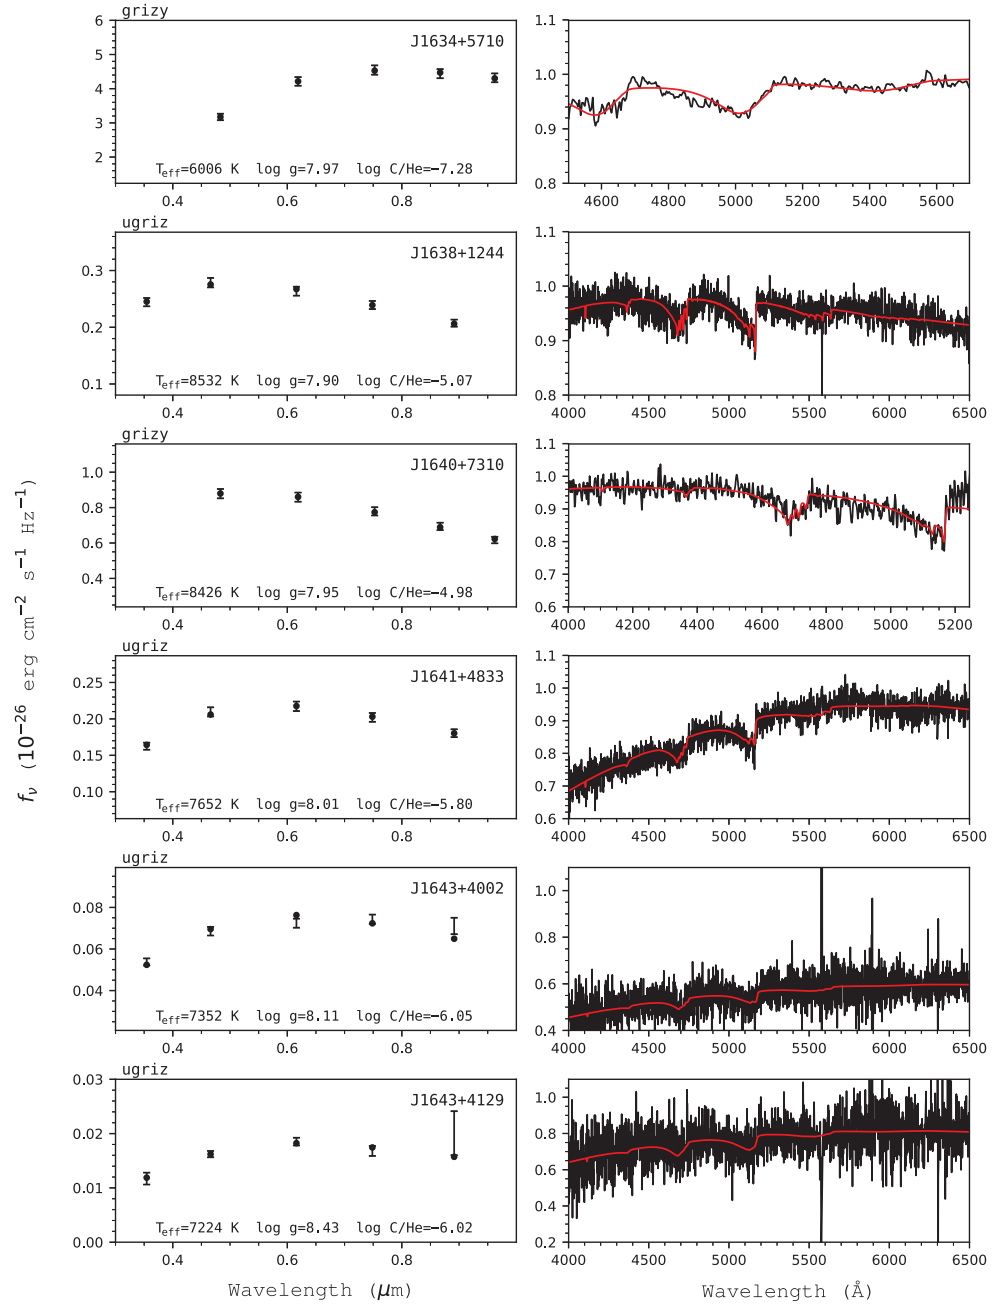 grizy
J1634+5710
T_eff=6006 K log g=7.97 log C/He=−7.28
6
5
4
3
2
0.4 0.6 0.8
1.1
1.0
0.9
0.8
4600 4800 5000 5200 5400 5600
ugriz
J1638+1244
T_eff=8532 K log g=7.90 log C/He=−5.07
0.3
0.2
0.1
0.4 0.6 0.8
1.1
1.0
0.9
0.8
4000 4500 5000 5500 6000 6500
grizy
J1640+7310
T_eff=8426 K log g=7.95 log C/He=−4.98
1.0
0.8
0.6
0.4
0.4 0.6 0.8
1.1
1.0
0.9
0.8
0.7
0.6
4000 4200 4400 4600 4800 5000 5200
ugriz
J1641+4833
T_eff=7652 K log g=8.01 log C/He=−5.80
0.25
0.20
0.15
0.10
0.4 0.6 0.8
1.1
1.0
0.9
0.8
0.7
0.6
4000 4500 5000 5500 6000 6500
ugriz
J1643+4002
T_eff=7352 K log g=8.11 log C/He=−6.05
0.08
0.06
0.04
0.4 0.6 0.8
1.0
0.8
0.6
0.4
4000 4500 5000 5500 6000 6500
ugriz
J1643+4129
T_eff=7224 K log g=8.43 log C/He=−6.02
0.03
0.02
0.01
0.00
0.4 0.6 0.8
1.0
0.8
0.6
0.4
0.2
4000 4500 5000 5500 6000 6500
f_ν (10⁻²⁶ erg cm⁻² s⁻¹ Hz⁻¹)
Wavelength (μm)
Wavelength (Å)